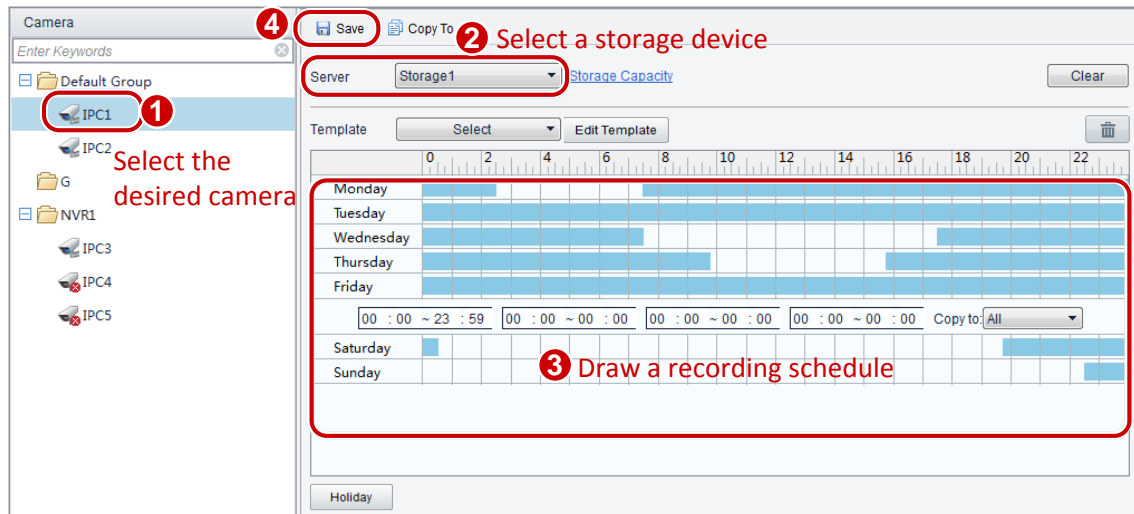 Camera
Enter Keywords
Default Group
IPC1
1
IPC2
Select the
desired camera
G
NVR1
IPC3
IPC4
IPC5
4
Save
Copy To
2 Select a storage device
Server
Storage1
Storage Capacity
Clear
Template
Select
Edit Template
0 2 4 6 8 10 12 14 16 18 20 22
Monday
Tuesday
Wednesday
Thursday
Friday
00 : 00 ~ 23 : 59 00 : 00 ~ 00 : 00 00 : 00 ~ 00 : 00 00 : 00 ~ 00 : 00 Copy to: All
Saturday
Sunday
3 Draw a recording schedule
Holiday